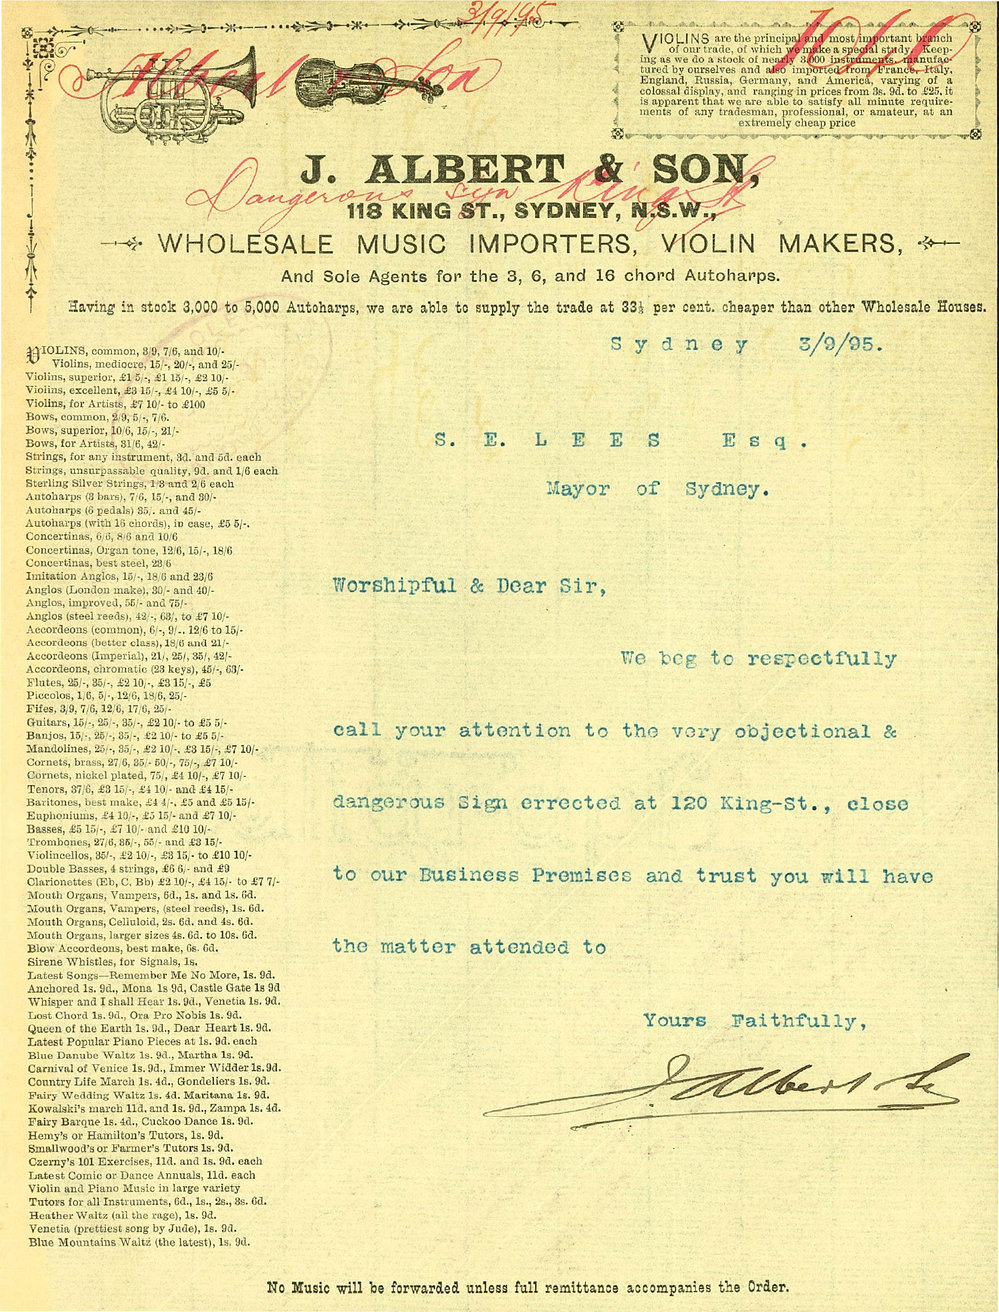 3/9/95
Albert & Son
VIOLINS are the principal and most important branch
of our trade, of which we make a special study. Keep-
ing as we do a stock of nearly 3000 instruments, manufac-
tured by ourselves and also imported from France, Italy,
England, Russia, Germany, and America, varying of a
colossal display, and ranging in prices from 3s. 9d. to £25, it
is apparent that we are able to satisfy all minute require-
ments of any tradesman, professional, or amateur, at an
extremely cheap price
J. ALBERT & SON,
Dangerous sign King St
118 KING ST., SYDNEY, N.S.W.,
WHOLESALE MUSIC IMPORTERS, VIOLIN MAKERS,
And Sole Agents for the 3, 6, and 16 chord Autoharps.
Having in stock 3,000 to 5,000 Autoharps, we are able to supply the trade at 33⅓ per cent. cheaper than other Wholesale Houses.
Sydney 3/9/95.
S. E. LEES Esq.
Mayor of Sydney.
Worshipful & Dear Sir,
We beg to respectfully
call your attention to the very objectional &
dangerous Sign errected at 120 King-St., close
to our Business Premises and trust you will have
the matter attended to
Yours Faithfully,
J. Albert & Son
VIOLINS, common, 3/9, 7/6, and 10/-
Violins, mediocre, 15/-, 20/-, and 25/-
Violins, superior, £1 5/-, £1 15/-, £2 10/-
Violins, excellent, £3 15/-, £4 10/-, £5 5/-
Violins, for Artists, £7 10/- to £100
Bows, common, 2/9, 5/-, 7/6.
Bows, superior, 10/6, 15/-, 21/-
Bows, for Artists, 31/6, 42/-
Strings, for any instrument, 3d. and 5d. each
Strings, unsurpassable quality, 9d. and 1/6 each
Sterling Silver Strings, 1/3 and 2/6 each
Autoharps (3 bars), 7/6, 15/-, and 30/-
Autoharps (6 pedals) 35/. and 45/-
Autoharps (with 16 chords), in case, £5 5/-.
Concertinas, 6/6, 8/6 and 10/6
Concertinas, Organ tone, 12/6, 15/-, 18/6
Concertinas, best steel, 23/6
Imitation Anglos, 15/-, 18/6 and 23/6
Anglos (London make), 30/- and 40/-
Anglos, improved, 55/- and 75/-
Anglos (steel reeds), 42/-, 63/, to £7 10/-
Accordeons (common), 6/-, 9/-. 12/6 to 15/-
Accordeons (better class), 18/6 and 21/-
Accordeons (Imperial), 21/, 25/, 35/, 42/-
Accordeons, chromatic (23 keys), 45/-, 63/-
Flutes, 25/-, 35/-, £2 10/-, £3 15/-, £5
Piccolos, 1/6, 5/-, 12/6, 18/6, 25/-
Fifes, 3/9, 7/6, 12/6, 17/6, 25/-
Guitars, 15/-, 25/-, 35/-, £2 10/- to £5 5/-
Banjos, 15/-, 25/-, 35/-, £2 10/- to £5 5/-
Mandolines, 25/-, 35/-, £2 10/-, £3 15/-, £7 10/-
Cornets, brass, 27/6, 35/- 50/-, 75/-, £7 10/-
Cornets, nickel plated, 75/, £4 10/-, £7 10/-
Tenors, 37/6, £3 15/-, £4 10/- and £4 15/-
Baritones, best make, £4 4/-, £5 and £5 15/-
Euphoniums, £4 10/-, £5 15/- and £7 10/-
Basses, £5 15/-, £7 10/- and £10 10/-
Trombones, 27/6, 35/-, 55/- and £3 15/-
Violincellos, 35/-, £2 10/-, £3 15/- to £10 10/-
Double Basses, 4 strings, £6 6/- and £9
Clarionettes (Eb, C. Bb) £2 10/-, £4 15/- to £7 7/-
Mouth Organs, Vampers, 6d., 1s. and 1s. 6d.
Mouth Organs, Vampers, (steel reeds), 1s. 6d.
Mouth Organs, Celluloid, 2s. 6d. and 4s. 6d.
Mouth Organs, larger sizes 4s. 6d. to 10s. 6d.
Blow Accordeons, best make, 6s. 6d.
Sirene Whistles, for Signals, 1s.
Latest Songs—Remember Me No More, 1s. 9d.
Anchored 1s. 9d., Mona 1s 9d, Castle Gate 1s 9d
Whisper and I shall Hear 1s. 9d., Venetia 1s. 9d.
Lost Chord 1s. 9d., Ora Pro Nobis 1s. 9d.
Queen of the Earth 1s. 9d., Dear Heart 1s. 9d.
Latest Popular Piano Pieces at 1s. 9d. each
Blue Danube Waltz 1s. 9d., Martha 1s. 9d.
Carnival of Venice 1s. 9d., Immer Widder 1s. 9d.
Country Life March 1s. 4d., Gondeliers 1s. 9d.
Fairy Wedding Waltz 1s. 4d. Maritana 1s. 9d.
Kowalski's march 11d. and 1s. 9d., Zampa 1s. 4d.
Fairy Barque 1s. 4d., Cuckoo Dance 1s. 9d.
Hemy's or Hamilton's Tutors, 1s. 9d.
Smallwood's or Farmer's Tutors 1s. 9d.
Czerny's 101 Exercises, 11d. and 1s. 9d. each
Latest Comic or Dance Annuals, 11d. each
Violin and Piano Music in large variety
Tutors for all Instruments, 6d., 1s., 2s., 3s. 6d.
Heather Waltz (all the rage), 1s. 9d.
Venetia (prettiest song by Jude), 1s. 9d.
Blue Mountains Waltz (the latest), 1s. 9d.
No Music will be forwarded unless full remittance accompanies the Order.